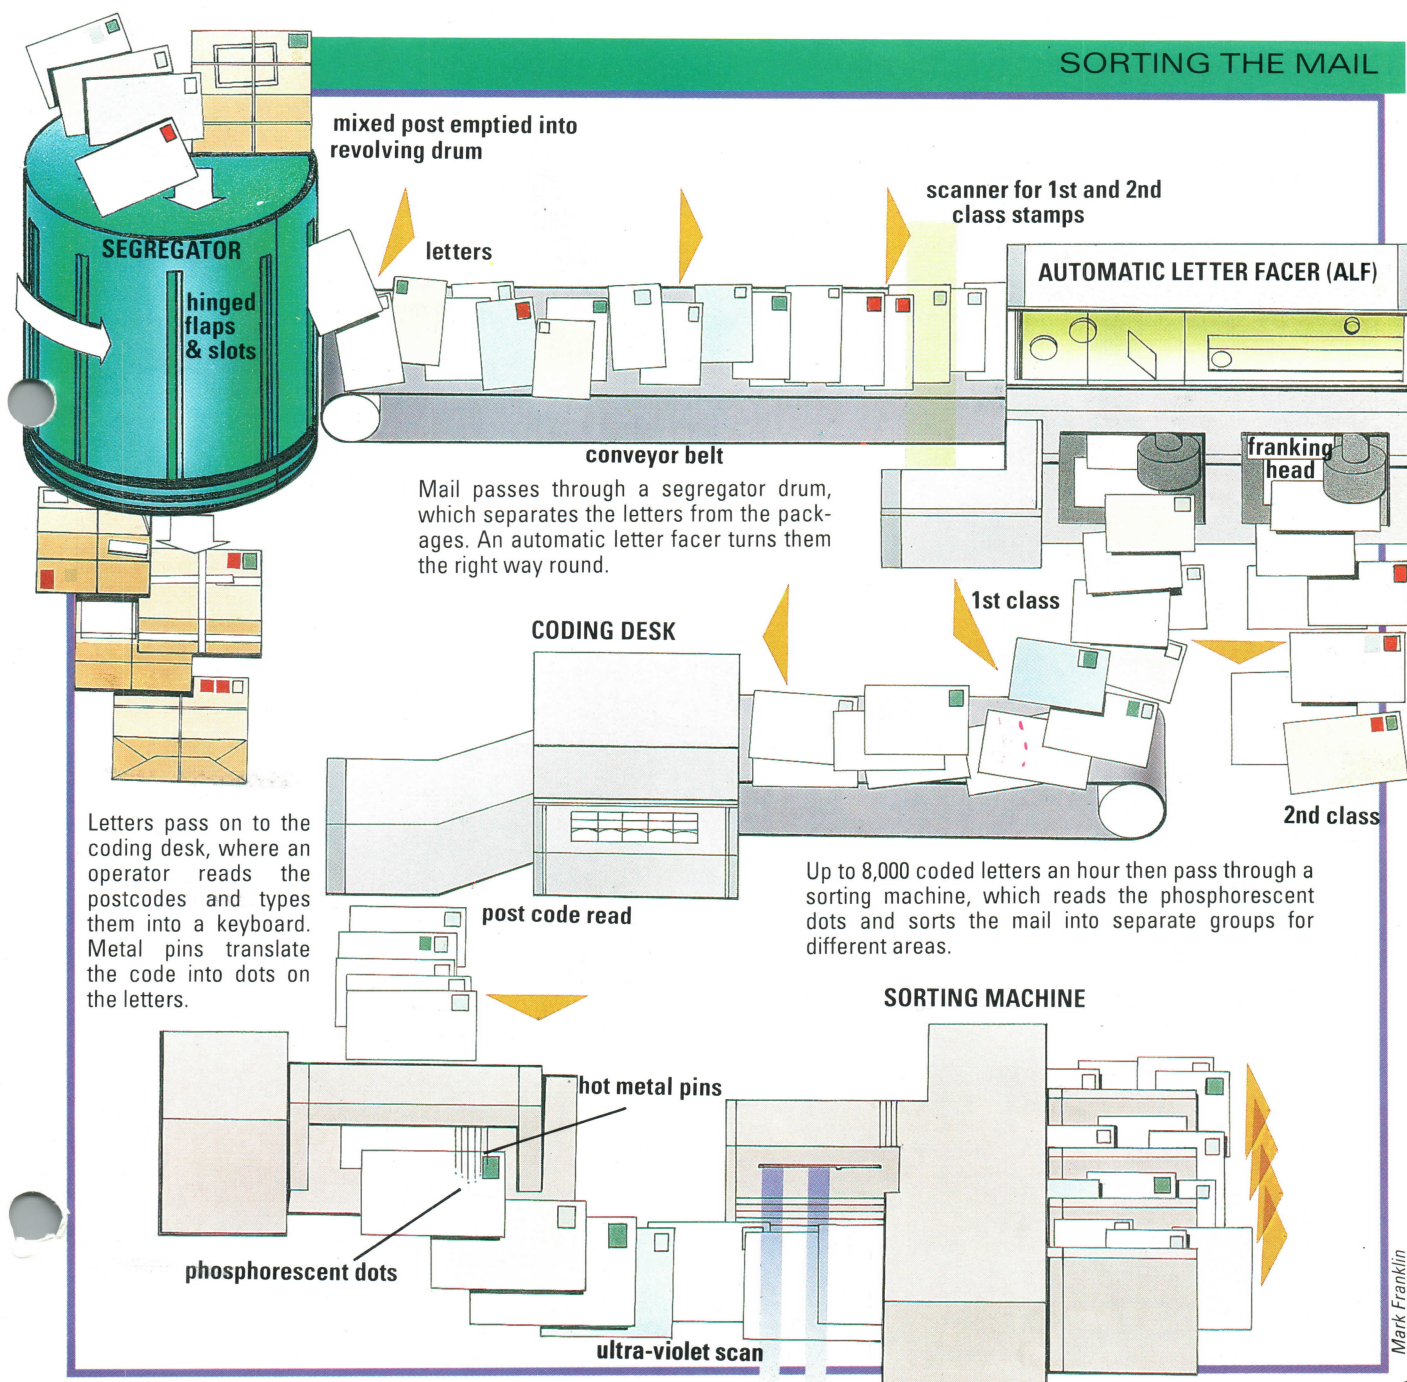 SORTING THE MAIL
mixed post emptied into
revolving drum
scanner for 1st and 2nd
class stamps
letters
SEGREGATOR
hinged
flaps
& slots
AUTOMATIC LETTER FACER (ALF)
conveyor belt
franking
head
Mail passes through a segregator drum,
which separates the letters from the pack-
ages. An automatic letter facer turns them
the right way round.
1st class
CODING DESK
2nd class
Letters pass on to the
coding desk, where an
operator reads the
postcodes and types
them into a keyboard.
Metal pins translate
the code into dots on
the letters.
post code read
Up to 8,000 coded letters an hour then pass through a
sorting machine, which reads the phosphorescent
dots and sorts the mail into separate groups for
different areas.
SORTING MACHINE
hot metal pins
phosphorescent dots
ultra-violet scan
Mark Franklin